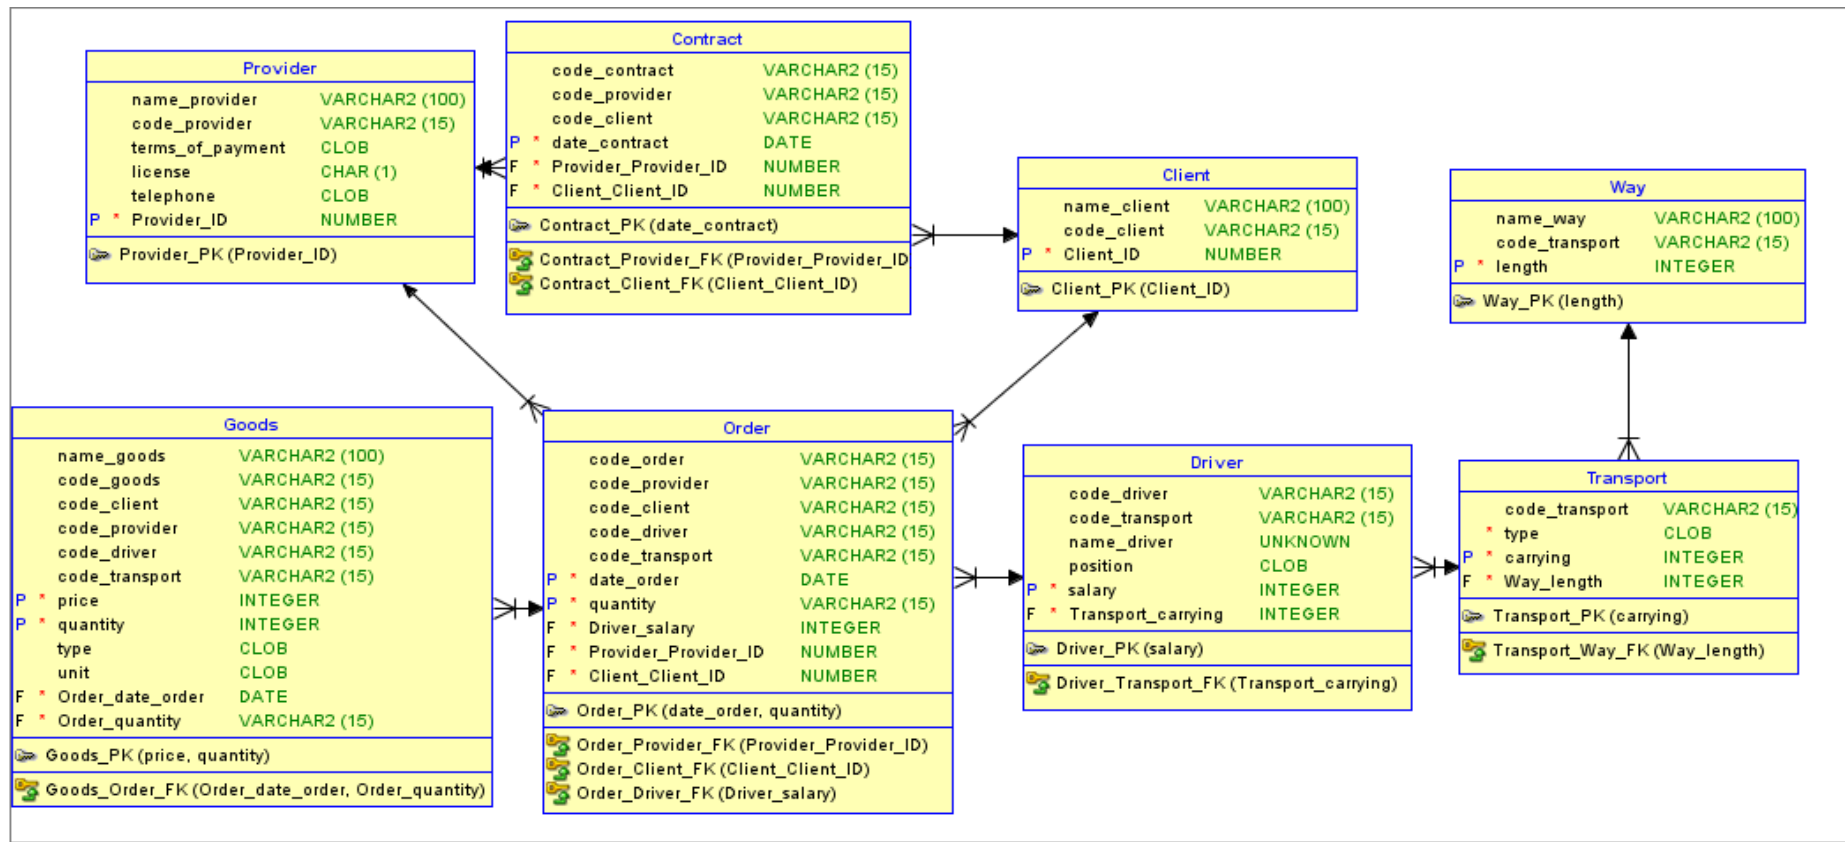 Provider
name_provider VARCHAR2 (100)
code_provider VARCHAR2 (15)
terms_of_payment CLOB
license CHAR (1)
telephone CLOB
P * Provider_ID NUMBER
Provider_PK (Provider_ID)
Contract
code_contract VARCHAR2 (15)
code_provider VARCHAR2 (15)
code_client VARCHAR2 (15)
P * date_contract DATE
F * Provider_Provider_ID NUMBER
F * Client_Client_ID NUMBER
Contract_PK (date_contract)
Contract_Provider_FK (Provider_Provider_ID
Contract_Client_FK (Client_Client_ID)
Client
name_client VARCHAR2 (100)
code_client VARCHAR2 (15)
P * Client_ID NUMBER
Client_PK (Client_ID)
Way
name_way VARCHAR2 (100)
code_transport VARCHAR2 (15)
P * length INTEGER
Way_PK (length)
Goods
name_goods VARCHAR2 (100)
code_goods VARCHAR2 (15)
code_client VARCHAR2 (15)
code_provider VARCHAR2 (15)
code_driver VARCHAR2 (15)
code_transport VARCHAR2 (15)
P * price INTEGER
P * quantity INTEGER
type CLOB
unit CLOB
F * Order_date_order DATE
F * Order_quantity VARCHAR2 (15)
Goods_PK (price, quantity)
Goods_Order_FK (Order_date_order, Order_quantity)
Order
code_order VARCHAR2 (15)
code_provider VARCHAR2 (15)
code_client VARCHAR2 (15)
code_driver VARCHAR2 (15)
code_transport VARCHAR2 (15)
P * date_order DATE
P * quantity VARCHAR2 (15)
F * Driver_salary INTEGER
F * Provider_Provider_ID NUMBER
F * Client_Client_ID NUMBER
Order_PK (date_order, quantity)
Order_Provider_FK (Provider_Provider_ID)
Order_Client_FK (Client_Client_ID)
Order_Driver_FK (Driver_salary)
Driver
code_driver VARCHAR2 (15)
code_transport VARCHAR2 (15)
name_driver UNKNOWN
position CLOB
P * salary INTEGER
F * Transport_carrying INTEGER
Driver_PK (salary)
Driver_Transport_FK (Transport_carrying)
Transport
code_transport VARCHAR2 (15)
* type CLOB
P * carrying INTEGER
F * Way_length INTEGER
Transport_PK (carrying)
Transport_Way_FK (Way_length)